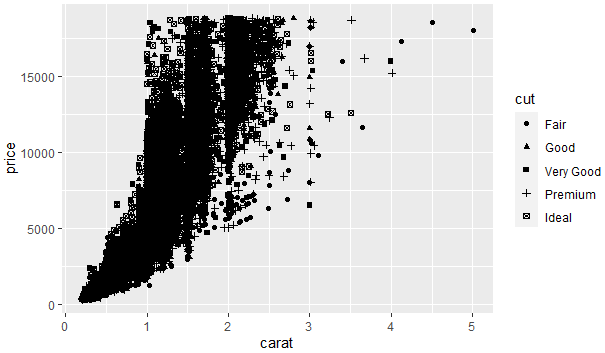 15000
10000
5000
0
price
0
1
2
3
4
5
carat
cut
Fair
Good
Very Good
Premium
Ideal